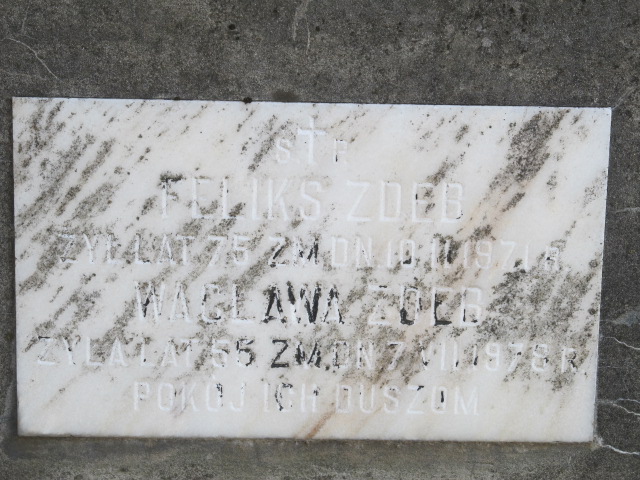 Ś † P
FELIKS ZDEB
ŻYŁ LAT 75 ZM DN 10 II 1971 R
WACŁAWA ZDEB
ŻYŁA LAT 65 ZM DN 7 VII 1978 R
POKÓJ ICH DUSZOM